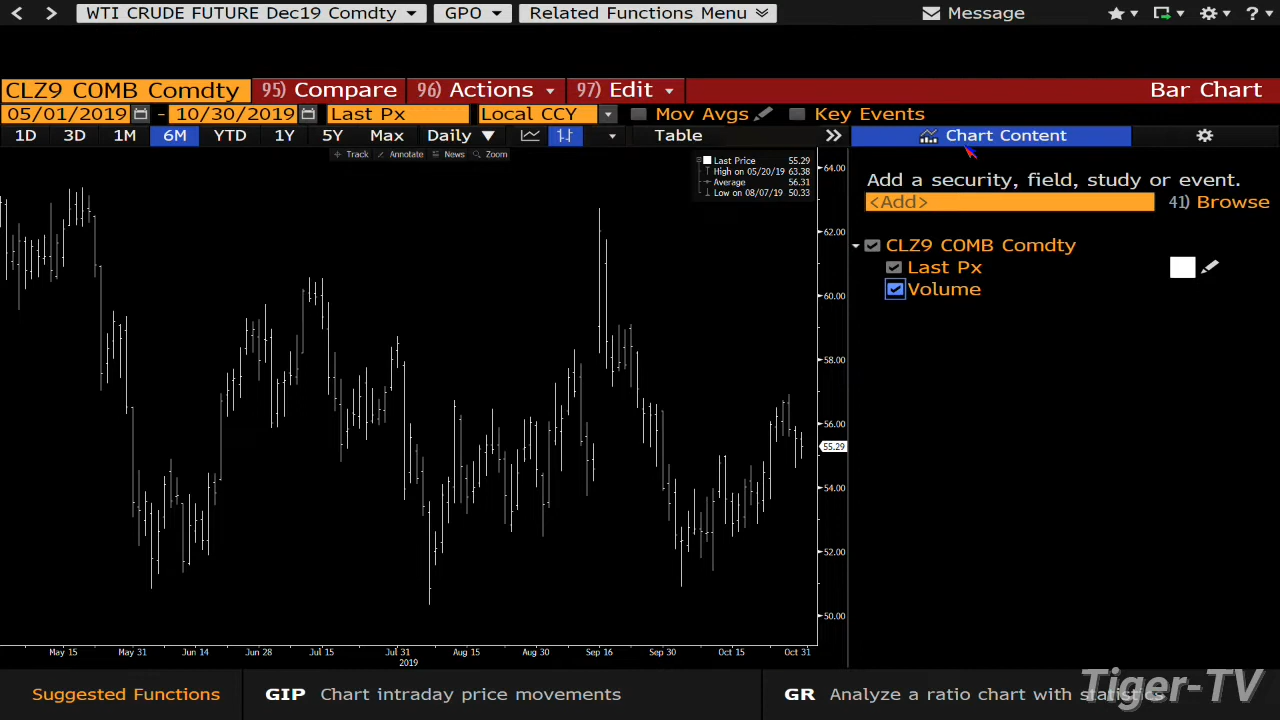 WTI CRUDE FUTURE Dec19 Comdty GPO Related Functions Menu Message ?
CLZ9 COMB Comdty 95) Compare 96) Actions 97) Edit Bar Chart
05/01/2019 - 10/30/2019 Last Px Local CCY Mov Avgs Key Events
1D 3D 1M 6M YTD 1Y 5Y Max Daily Table Chart Content
Track Annotate News Zoom
Last Price 55.29
High on 05/20/19 63.38
Average 56.31
Low on 08/07/19 50.33
64.00
62.00
60.00
58.00
56.00
55.29
54.00
52.00
50.00
Add a security, field, study or event.
<Add> 41) Browse
CLZ9 COMB Comdty
Last Px
Volume
May 15 May 31 Jun 14 Jun 28 Jul 15 Jul 31 Aug 15 Aug 30 Sep 16 Sep 30 Oct 15 Oct 31
2019
Suggested Functions GIP Chart intraday price movements GR Analyze a ratio chart with statistics
Tiger-TV